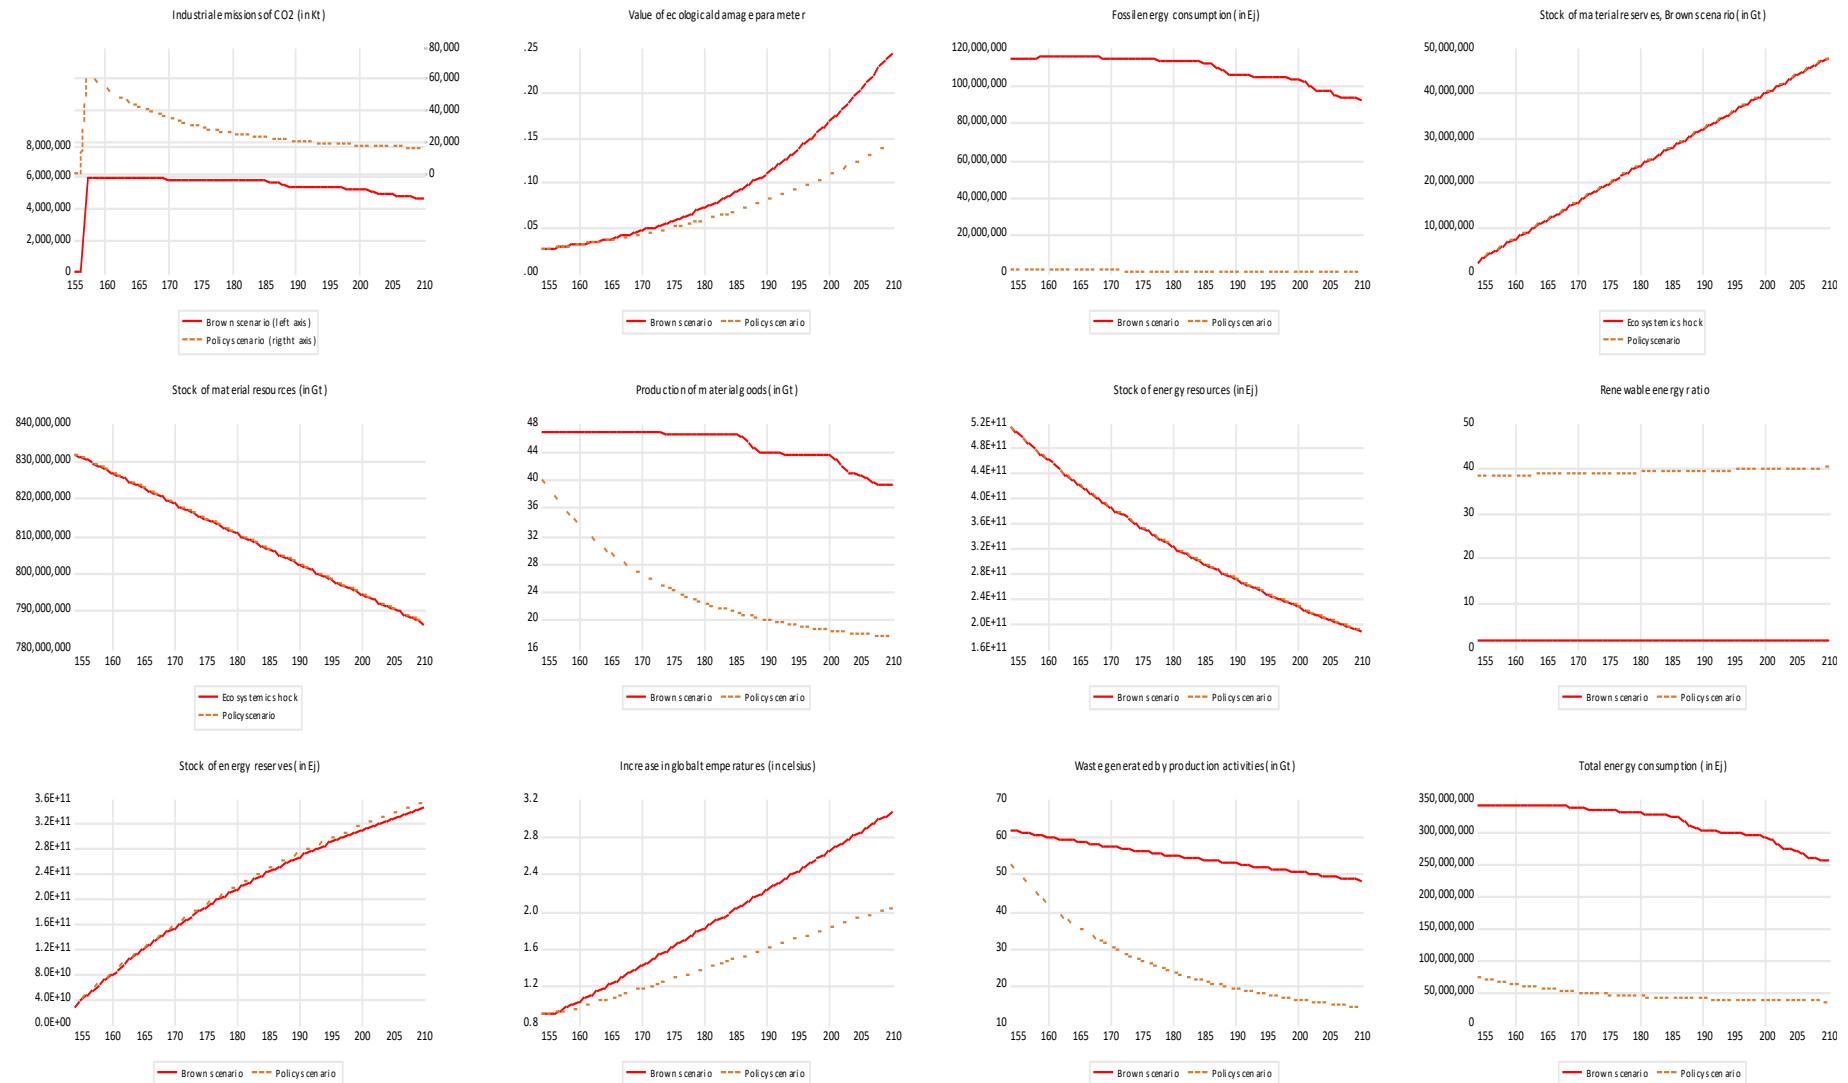 Industrial emissions of CO2 (in Kt)
80,000
60,000
40,000
20,000
0
8,000,000
6,000,000
4,000,000
2,000,000
0
155 160 165 170 175 180 185 190 195 200 205 210
Brown scenario (left axis)
Policy scenario (rigtht axis)
Value of ecological damage parameter
.25
.20
.15
.10
.05
.00
155 160 165 170 175 180 185 190 195 200 205 210
Brown scenario Policy scenario
Fossil energy consumption (in Ej)
120,000,000
100,000,000
80,000,000
60,000,000
40,000,000
20,000,000
0
155 160 165 170 175 180 185 190 195 200 205 210
Brown scenario Policy scenario
Stock of material reserves, Brown scenario (in Gt)
50,000,000
40,000,000
30,000,000
20,000,000
10,000,000
0
155 160 165 170 175 180 185 190 195 200 205 210
Ecosystemic shock
Policy scenario
Stock of material resources (in Gt)
840,000,000
830,000,000
820,000,000
810,000,000
800,000,000
790,000,000
780,000,000
155 160 165 170 175 180 185 190 195 200 205 210
Ecosystemic shock
Policy scenario
Production of material goods (in Gt)
48
44
40
36
32
28
24
20
16
155 160 165 170 175 180 185 190 195 200 205 210
Brown scenario Policy scenario
Stock of energy resources (in Ej)
5.2E+11
4.8E+11
4.4E+11
4.0E+11
3.6E+11
3.2E+11
2.8E+11
2.4E+11
2.0E+11
1.6E+11
155 160 165 170 175 180 185 190 195 200 205 210
Brown scenario Policy scenario
Renewable energy ratio
50
40
30
20
10
0
155 160 165 170 175 180 185 190 195 200 205 210
Brown scenario Policy scenario
Stock of energy reserves (in Ej)
3.6E+11
3.2E+11
2.8E+11
2.4E+11
2.0E+11
1.6E+11
1.2E+11
8.0E+10
4.0E+10
0.0E+00
155 160 165 170 175 180 185 190 195 200 205 210
Brown scenario Policy scenario
Increase in global temperatures (in celsius)
3.2
2.8
2.4
2.0
1.6
1.2
0.8
155 160 165 170 175 180 185 190 195 200 205 210
Brown scenario Policy scenario
Waste generated by production activities (in Gt)
70
60
50
40
30
20
10
155 160 165 170 175 180 185 190 195 200 205 210
Brown scenario Policy scenario
Total energy consumption (in Ej)
350,000,000
300,000,000
250,000,000
200,000,000
150,000,000
100,000,000
50,000,000
0
155 160 165 170 175 180 185 190 195 200 205 210
Brown scenario Policy scenario